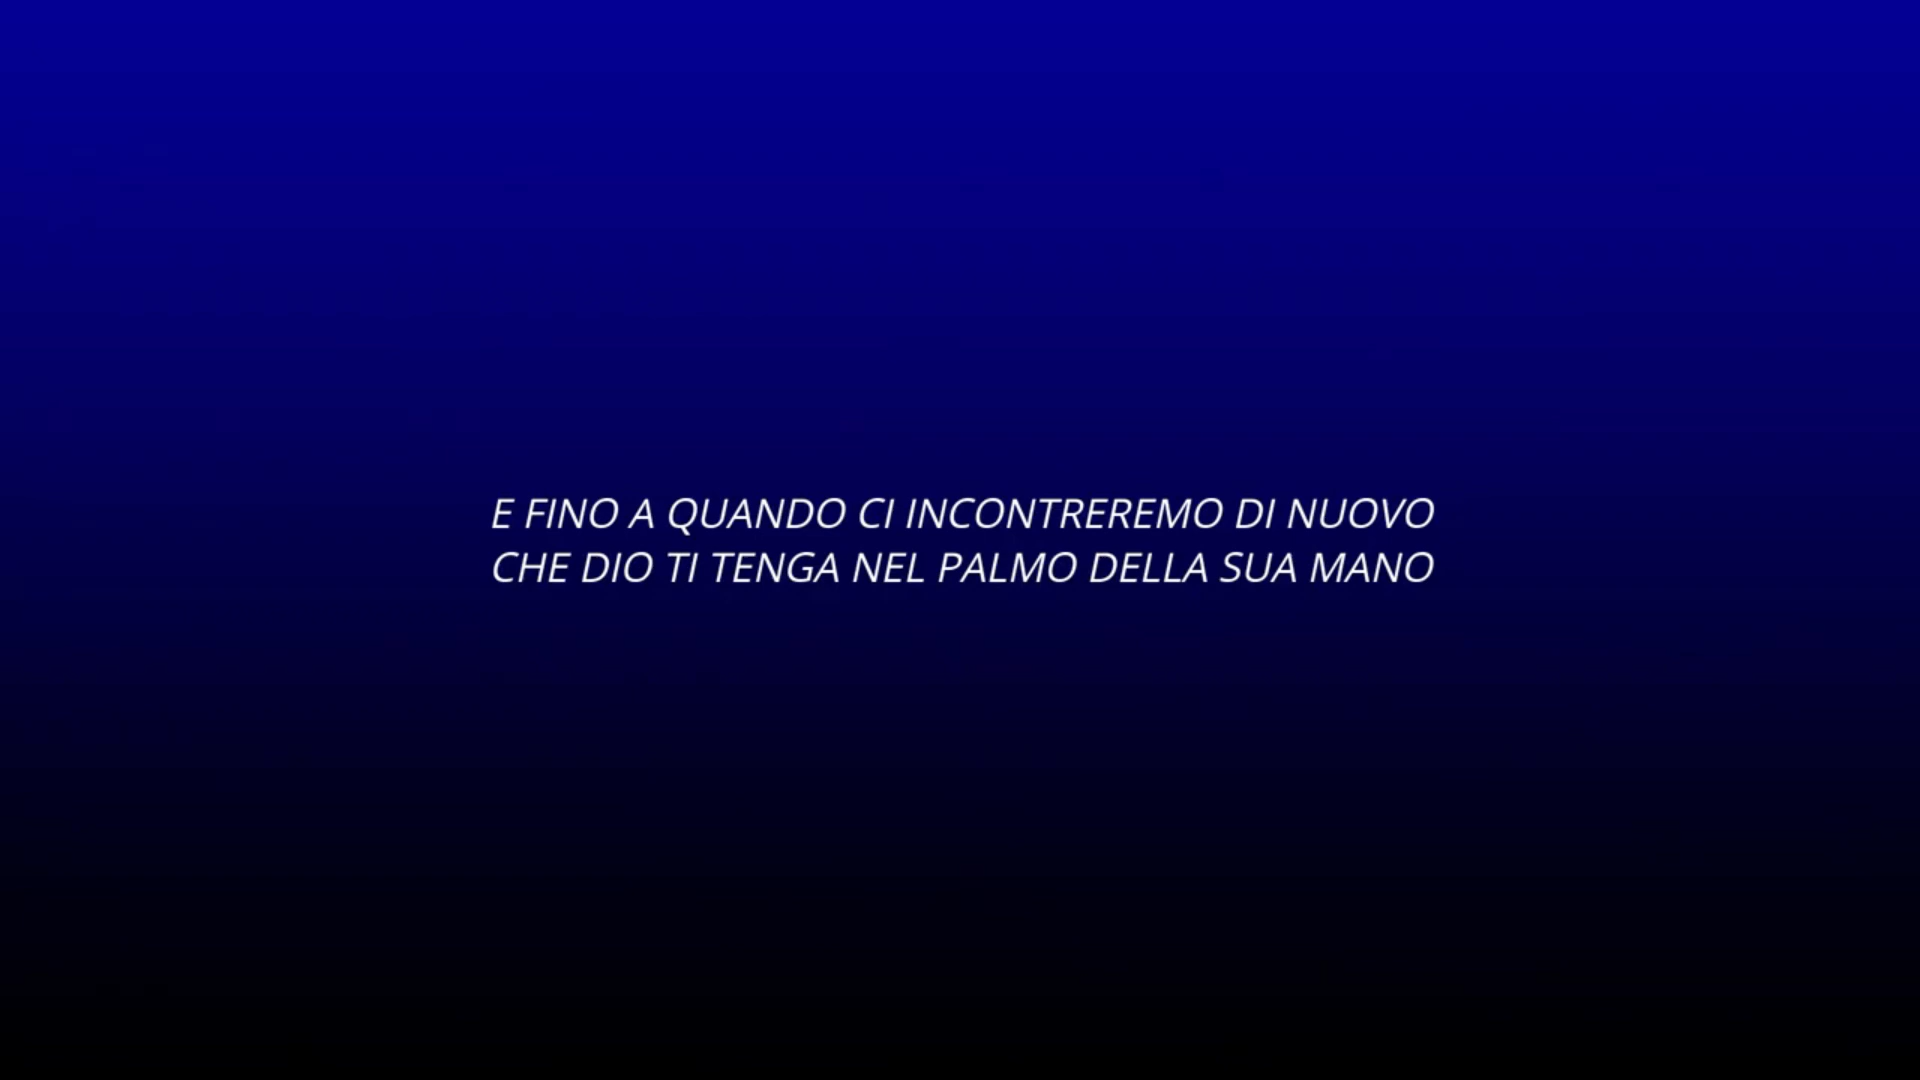 E FINO A QUANDO CI INCONTREREMO DI NUOVO
CHE DIO TI TENGA NEL PALMO DELLA SUA MANO